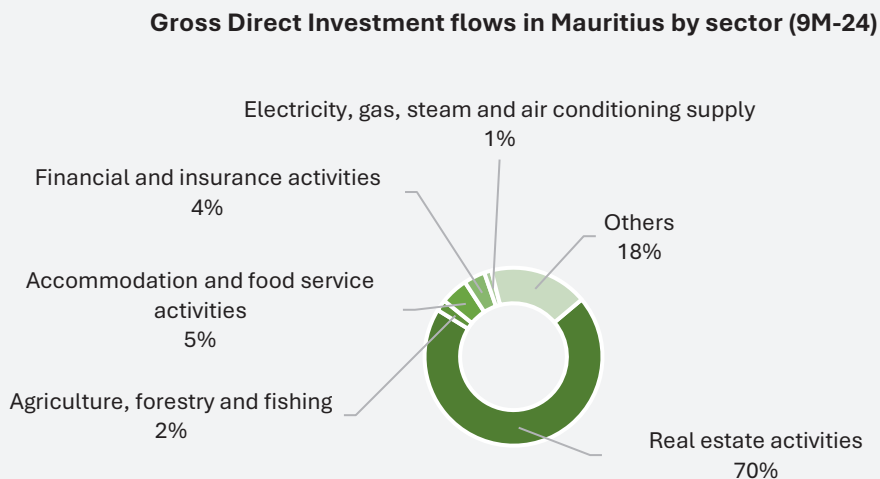 Gross Direct Investment flows in Mauritius by sector (9M-24)
Electricity, gas, steam and air conditioning supply
1%
Financial and insurance activities
4%
Others
18%
Accommodation and food service
activities
5%
Agriculture, forestry and fishing
2%
Real estate activities
70%